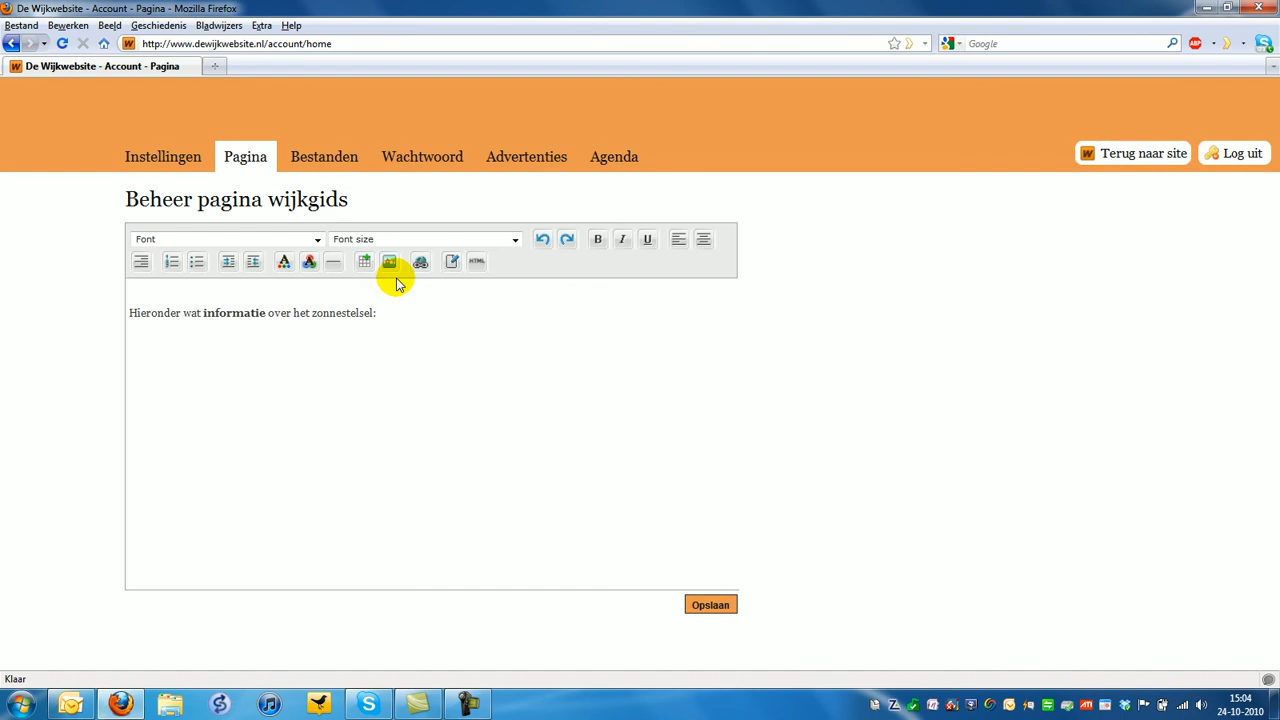 De Wijkwebsite - Account - Pagina - Mozilla Firefox
Bestand Bewerken Beeld Geschiedenis Bladwijzers Extra Help
http://www.dewijkwebsite.nl/account/home
Google
ABP
De Wijkwebsite - Account - Pagina
Instellingen Pagina Bestanden Wachtwoord Advertenties Agenda
Terug naar site Log uit
Beheer pagina wijkgids
Font Font size B I U
HTML
Hieronder wat informatie over het zonnestelsel:
Opslaan
Klaar
15:04
24-10-2010